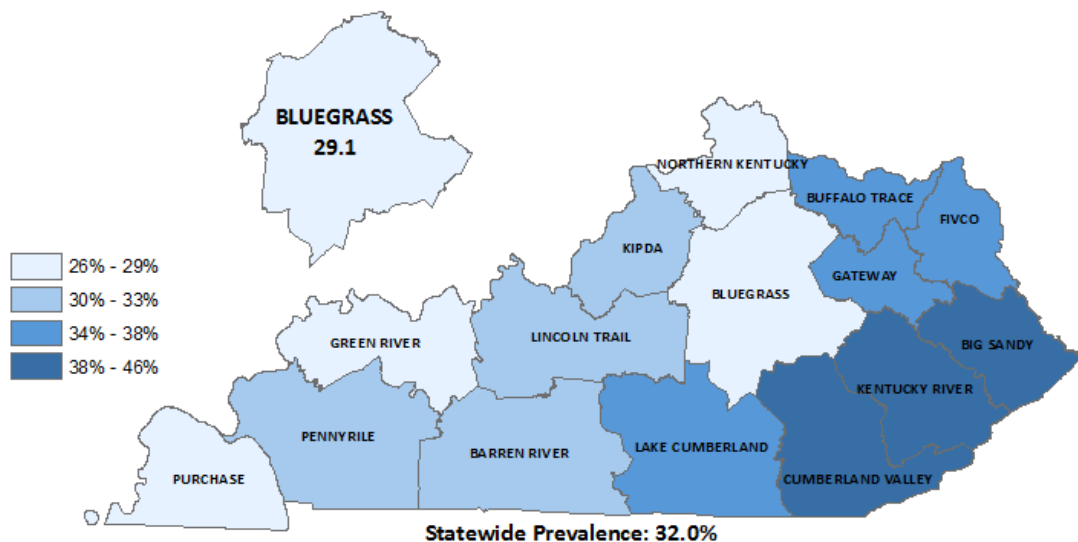 BLUEGRASS
29.1
NORTHERN KENTUCKY
BUFFALO TRACE
FIVCO
KIPDA
GATEWAY
BLUEGRASS
26% - 29%
30% - 33%
34% - 38%
38% - 46%
GREEN RIVER
LINCOLN TRAIL
BIG SANDY
KENTUCKY RIVER
PENNYRILE
BARREN RIVER
LAKE CUMBERLAND
PURCHASE
CUMBERLAND VALLEY
Statewide Prevalence: 32.0%